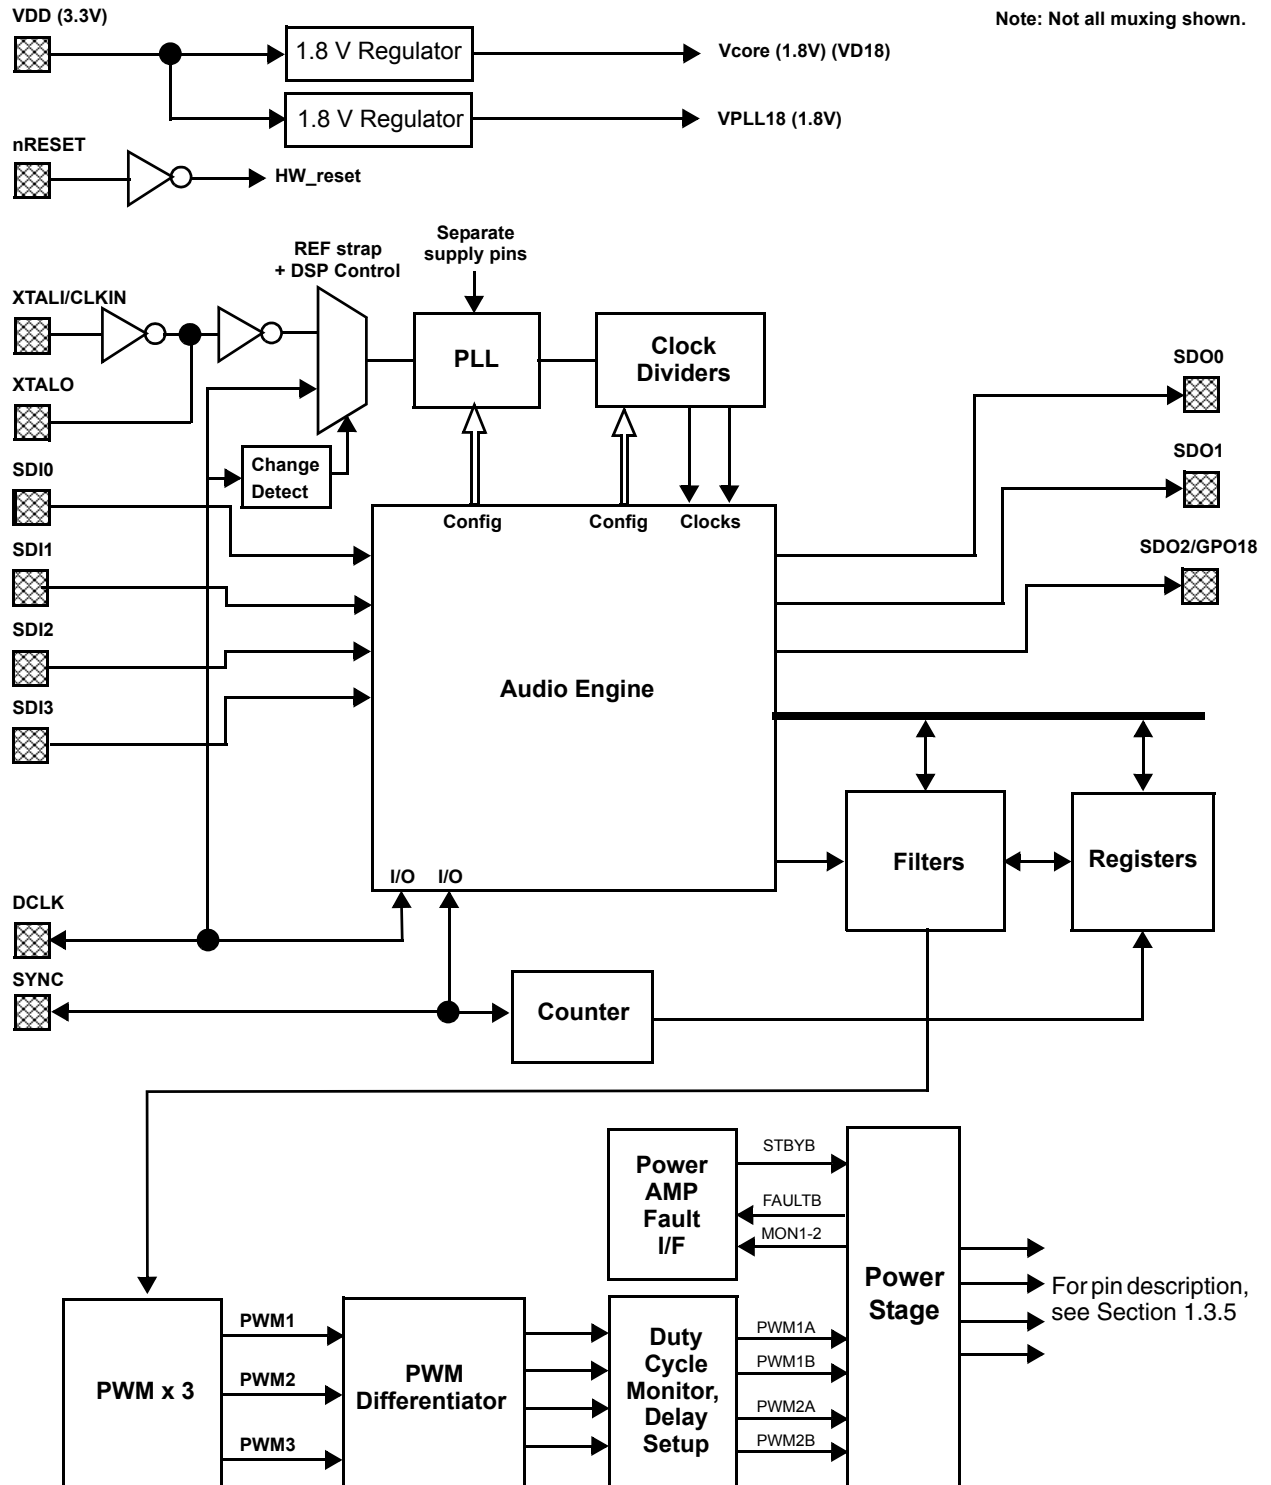 VDD (3.3V)
Note: Not all muxing shown.
1.8 V Regulator
Vcore (1.8V) (VD18)
1.8 V Regulator
VPLL18 (1.8V)
nRESET
HW_reset
Separate
supply pins
REF strap
+ DSP Control
XTALI/CLKIN
PLL
Clock
Dividers
SDO0
XTALO
SDI0
Change
Detect
SDO1
Config
Config
Clocks
SDI1
SDO2/GPO18
SDI2
Audio Engine
SDI3
Filters
Registers
I/O
I/O
DCLK
SYNC
Counter
Power
AMP
Fault
I/F
STBYB
FAULTB
MON1-2
Power
Stage
For pin description,
see Section 1.3.5
PWM x 3
PWM1
PWM2
PWM3
PWM
Differentiator
Duty
Cycle
Monitor,
Delay
Setup
PWM1A
PWM1B
PWM2A
PWM2B